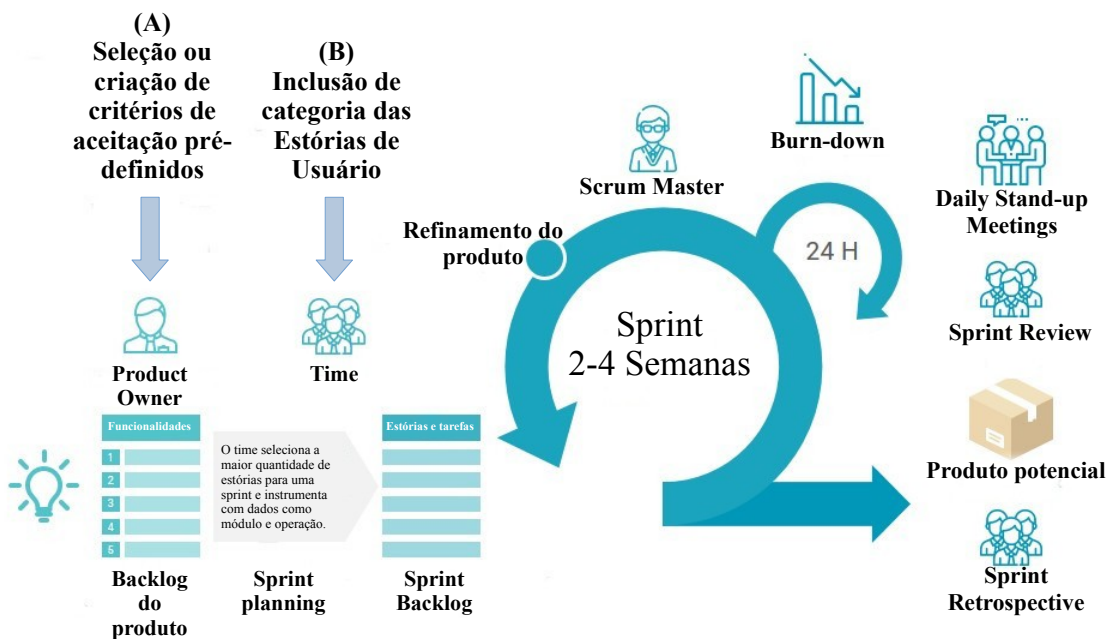 (A)
Seleção ou
criação de
critérios de
aceitação pré-
definidos
(B)
Inclusão de
categoria das
Estórias de
Usuário
Product
Owner
Time
Funcionalidades
1
2
3
4
5
O time seleciona a
maior quantidade de
estórias para uma
sprint e instrumenta
com dados como
módulo e operação.
Estórias e tarefas
Backlog
do
produto
Sprint
planning
Sprint
Backlog
Refinamento do
produto
Scrum Master
Sprint
2-4 Semanas
Burn-down
24 H
Daily Stand-up
Meetings
Sprint Review
Produto potencial
Sprint
Retrospective